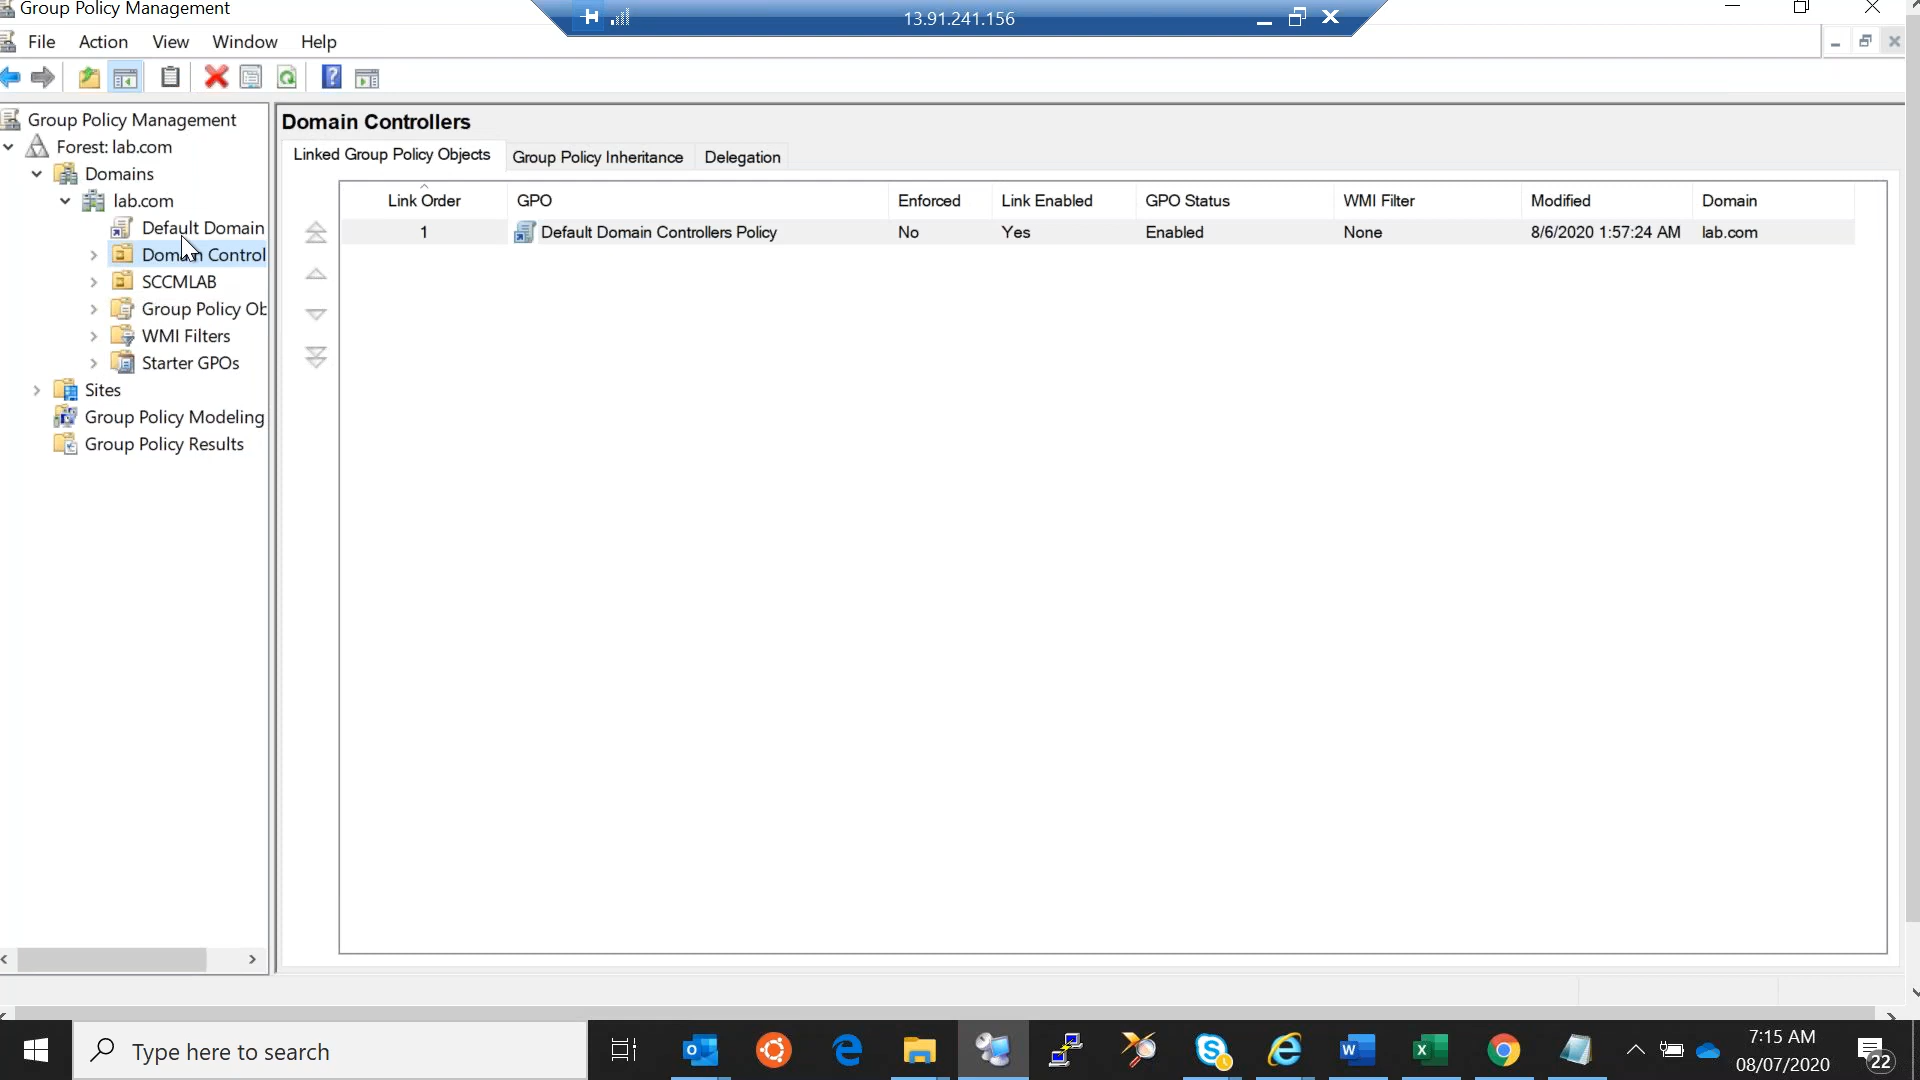 Group Policy Management
13.91.241.156
File Action View Window Help
Group Policy Management
Forest: lab.com
Domains
lab.com
Default Domain
Domain Control
SCCMLAB
Group Policy Ob
WMI Filters
Starter GPOs
Sites
Group Policy Modeling
Group Policy Results
Domain Controllers
Linked Group Policy Objects Group Policy Inheritance Delegation
Link Order GPO Enforced Link Enabled GPO Status WMI Filter Modified Domain
1 Default Domain Controllers Policy No Yes Enabled None 8/6/2020 1:57:24 AM lab.com
Type here to search
7:15 AM
08/07/2020
22